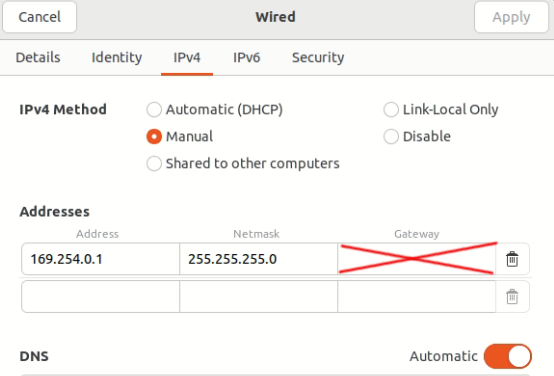 Cancel Wired Apply
Details Identity IPv4 IPv6 Security
IPv4 Method Automatic (DHCP) Link-Local Only
Manual Disable
Shared to other computers
Addresses
Address Netmask Gateway
169.254.0.1 255.255.255.0
DNS Automatic